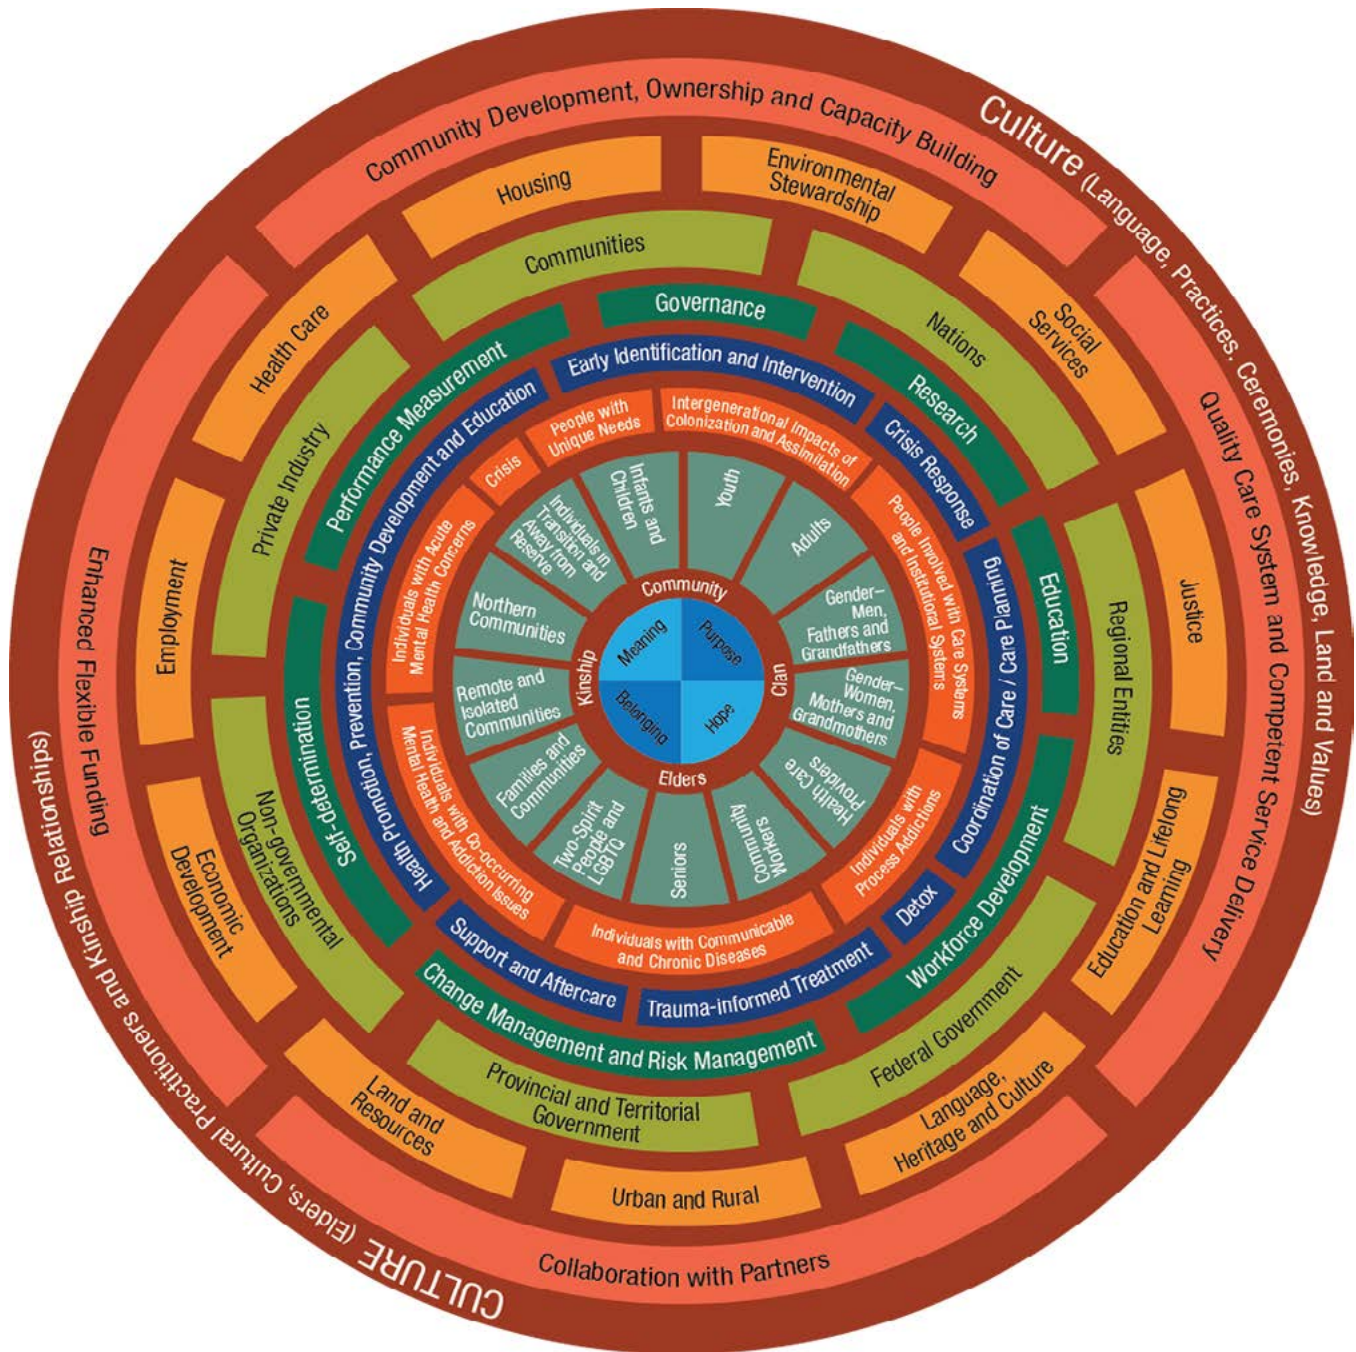 Culture (Language, Practices. Ceremonies, Knowledge, Land and Values)
CULTURE (Elders, Cultural Practitioners and Kinship Relationships)
Community Development, Ownership and Capacity Building
Quality Care System and Competent Service Delivery
Collaboration with Partners
Enhanced Flexible Funding
Housing
Environmental
Stewardship
Social
Services
Justice
Education and Lifelong
Learning
Language,
Heritage and Culture
Urban and Rural
Land and
Resources
Economic
Development
Employment
Health Care
Communities
Nations
Regional Entities
Federal Government
Provincial and Territorial
Government
Non-governmental
Organizations
Private Industry
Governance
Research
Education
Workforce Development
Change Management and Risk Management
Self-determination
Performance Measurement
Early Identification and Intervention
Crisis Response
Coordination of Care / Care Planning
Detox
Trauma-informed Treatment
Support and Aftercare
Health Promotion, Prevention, Community Development and Education
People with
Unique Needs
Intergenerational Impacts of
Colonization and Assimilation
People Involved with Care Systems
and Institutional Systems
Individuals with
Process Addictions
Individuals with Communicable
and Chronic Diseases
Individuals with Co-occurring
Mental Health and Addiction Issues
Individuals with Acute
Mental Health Concerns
Crisis
Infants and
Children
Youth
Adults
Gender–
Men,
Fathers and
Grandfathers
Gender–
Women,
Mothers and
Grandmothers
Health Care
Providers
Community
Workers
Seniors
Two-Spirit
People and
LGBTQ
Families and
Communities
Remote and
Isolated
Communities
Northern
Communities
Individuals in
Transition and
Away from
Reserve
Community
Clan
Elders
Kinship
Meaning
Purpose
Hope
Belonging